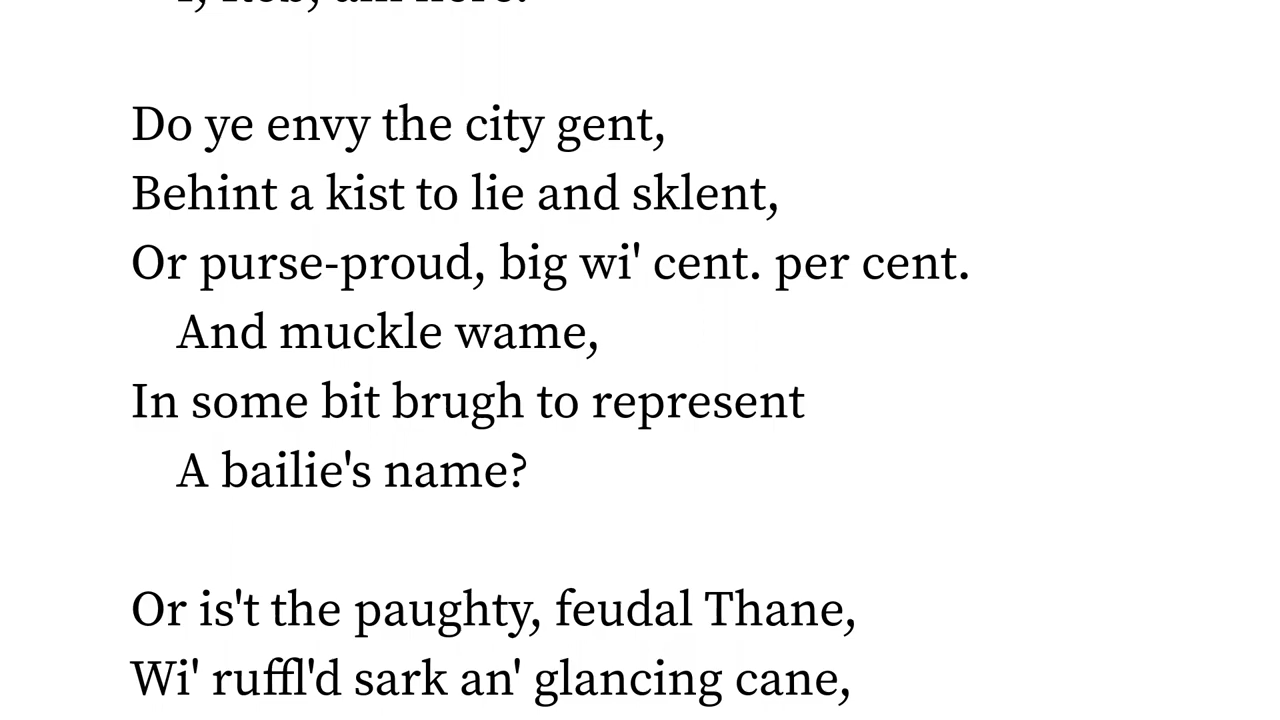 Do ye envy the city gent,
Behint a kist to lie and sklent,
Or purse-proud, big wi' cent. per cent.
And muckle wame,
In some bit brugh to represent
A bailie's name?
Or is't the paughty, feudal Thane,
Wi' ruffl'd sark an' glancing cane,